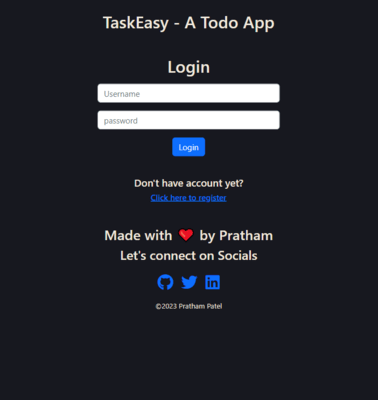 TaskEasy - A Todo App
Login
Username
password
Login
Don't have account yet?
Click here to register
Made with ❤️ by Pratham
Let's connect on Socials
©2023 Pratham Patel